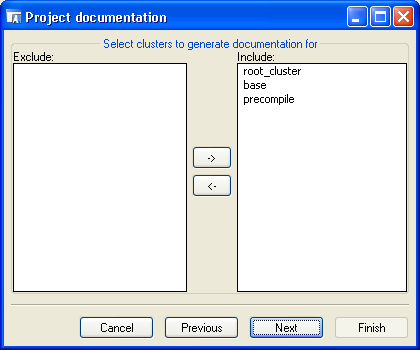 Project documentation
Select clusters to generate documentation for
Exclude:
Include:
root_cluster
base
precompile
->
<-
Cancel
Previous
Next
Finish